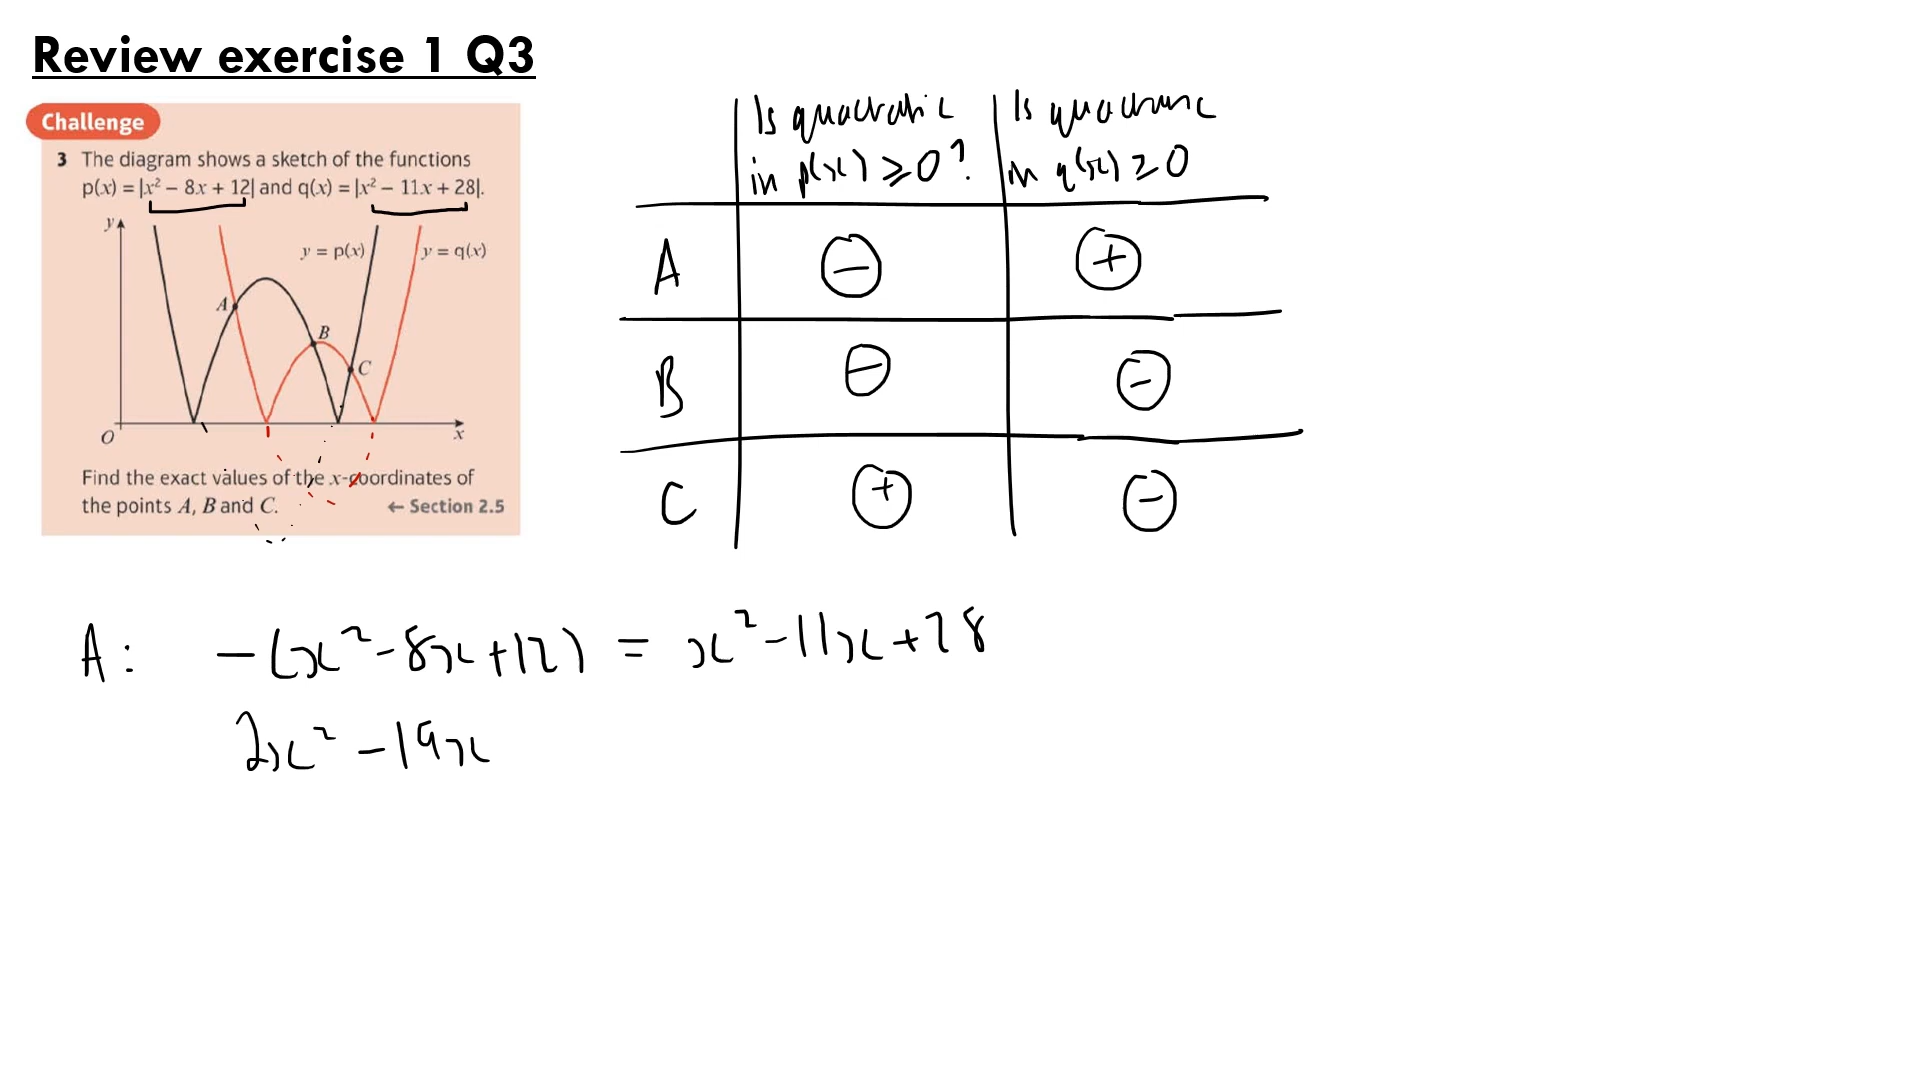 Review exercise 1 Q3
Challenge
3 The diagram shows a sketch of the functions
p(x) = |x² − 8x + 12| and q(x) = |x² − 11x + 28|.
y
y = p(x)
y = q(x)
A
B
C
O
x
Find the exact values of the x-coordinates of
the points A, B and C.
← Section 2.5
Is quadratic
in p(x) ⩾ 0?
Is quadratic
in q(x) ≥ 0
A − +
B − −
C + −
A: −(x²−8x+12) = x²−11x+28
2x² − 19x